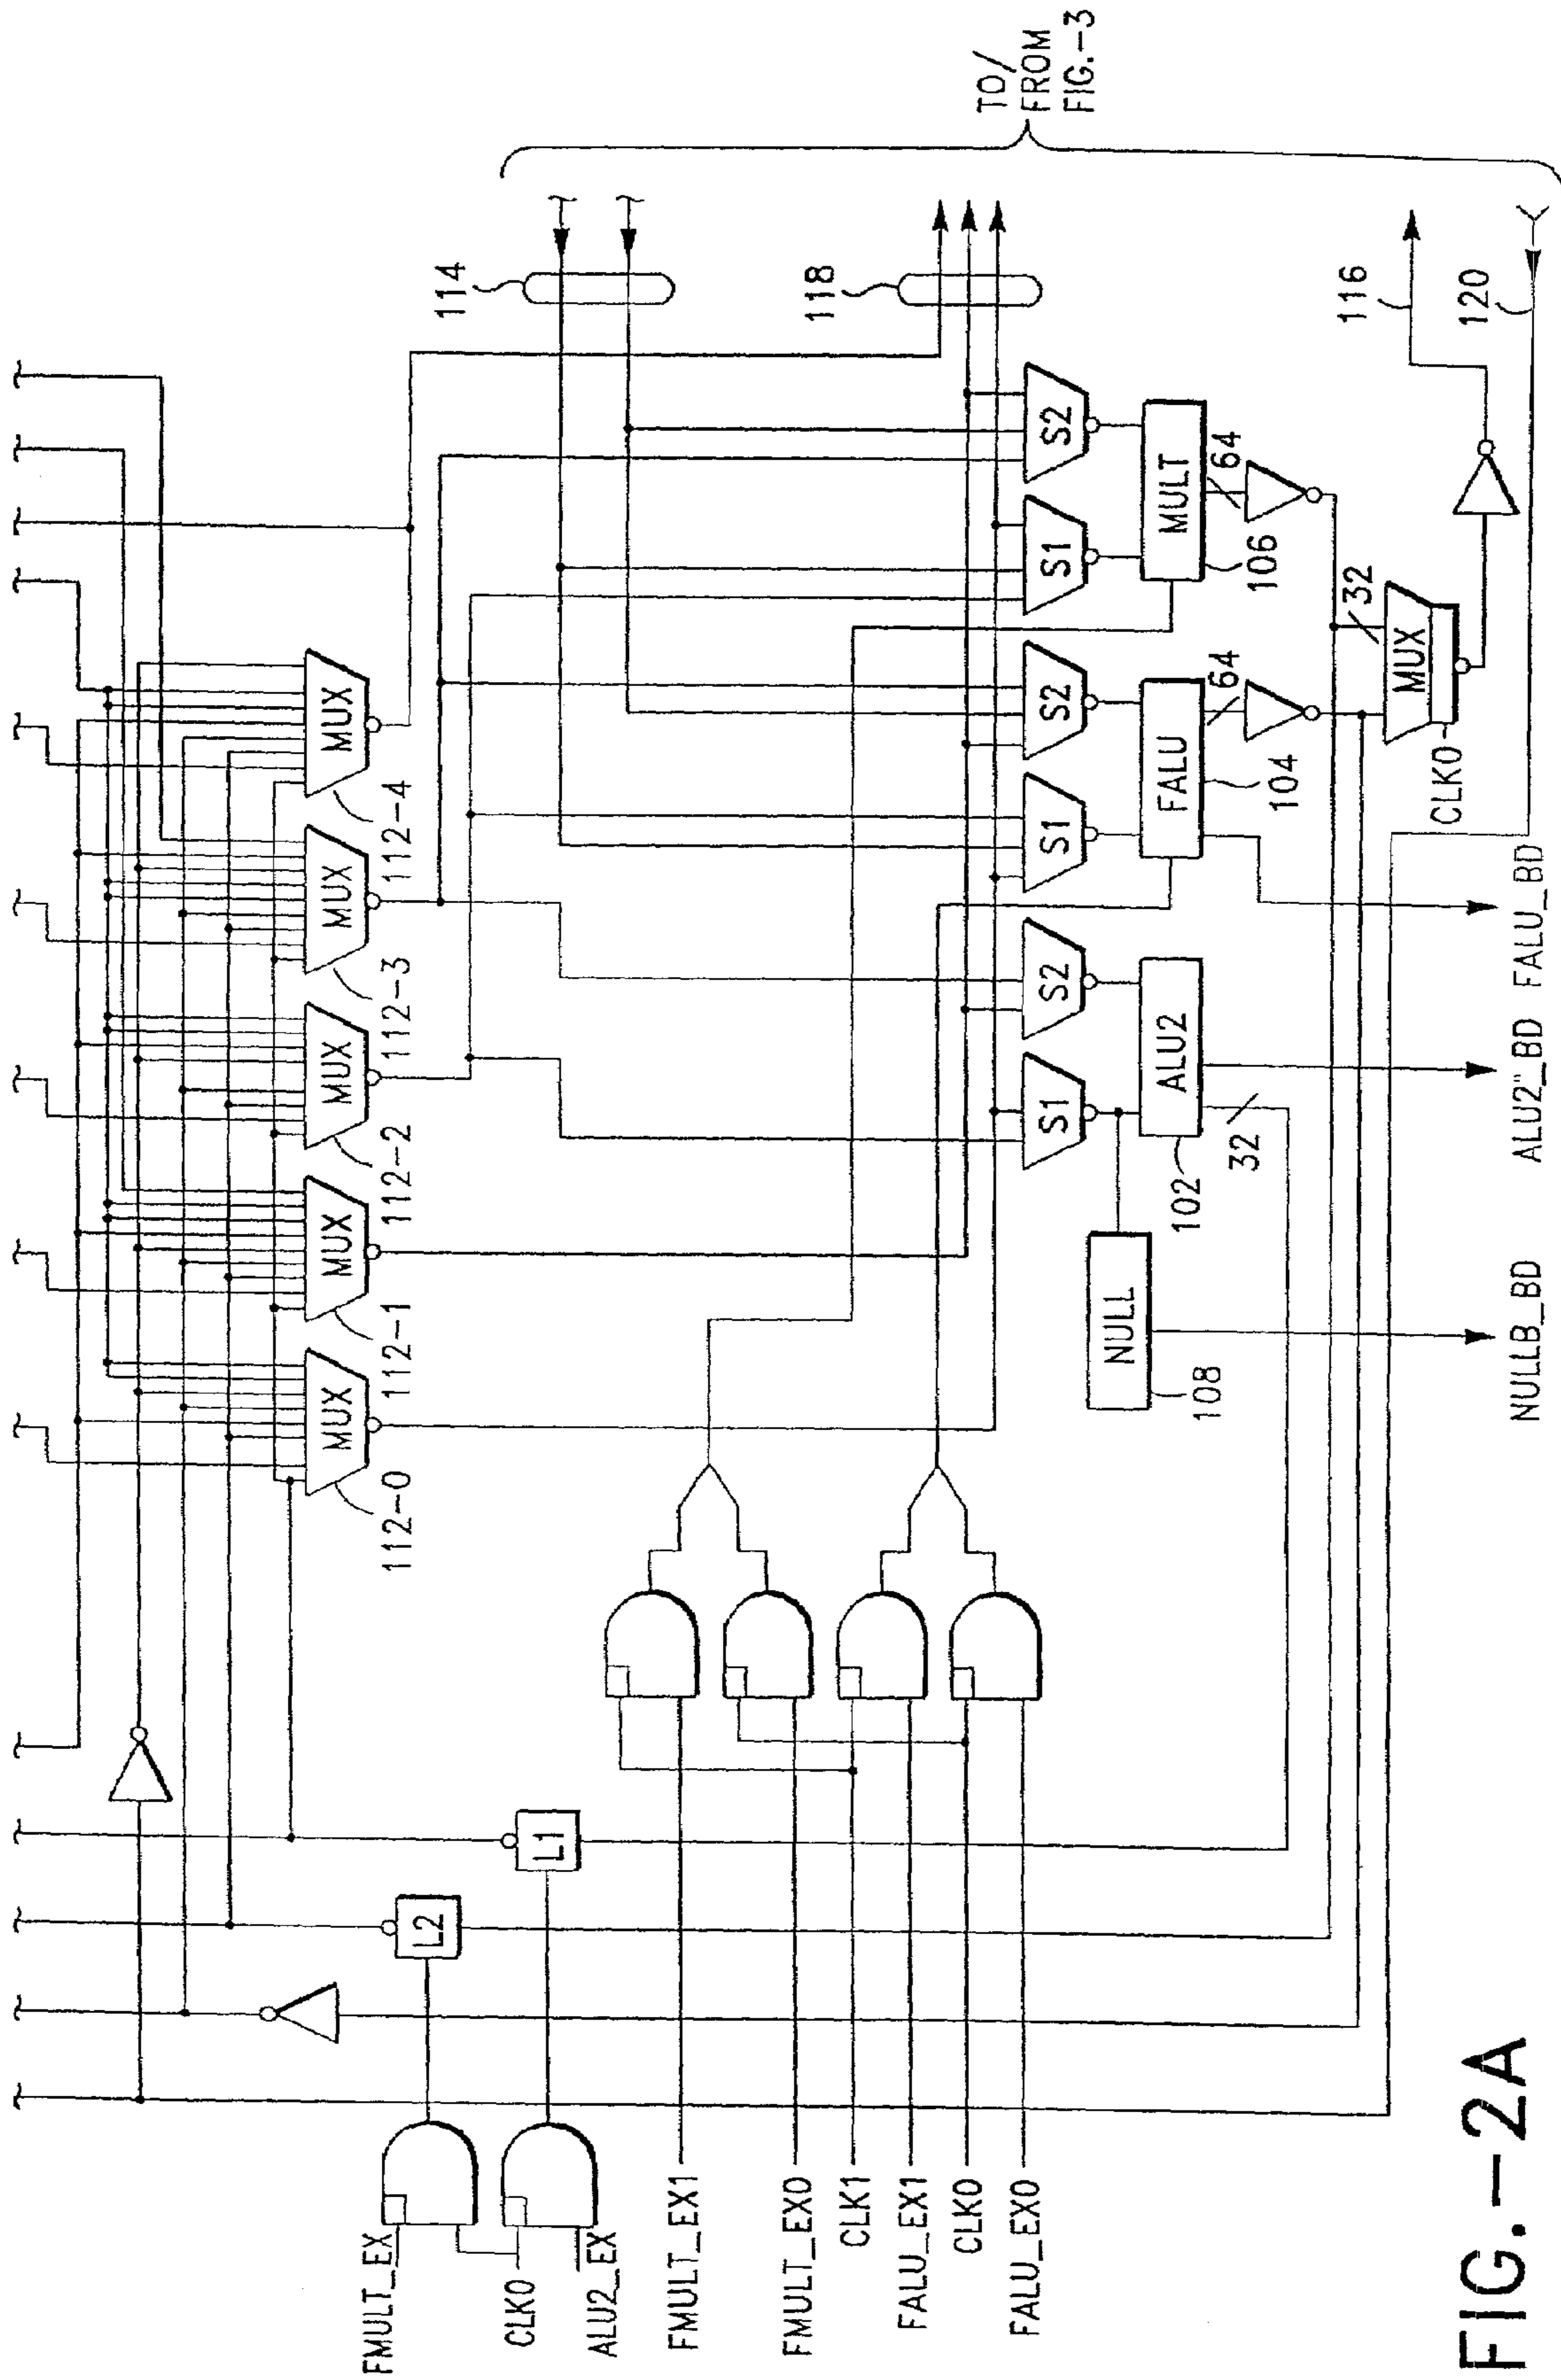 TO/
FROM
FIG.-3
114
118
116
120
MUX
112-4
MUX
112-3
MUX
112-2
MUX
112-1
MUX
112-0
S2
S1
S2
S1
S2
S1
MULT
106
64
FALU
104
64
ALU2
102
32
NULL
108
32
MUX
CLK0
L1
L2
FMULT_EX
CLK0
ALU2_EX
FMULT_EX1
FMULT_EX0
CLK1
FALU_EX1
CLK0
FALU_EX0
NULLB_BD
ALU2"_BD
FALU_BD
FIG.-2A